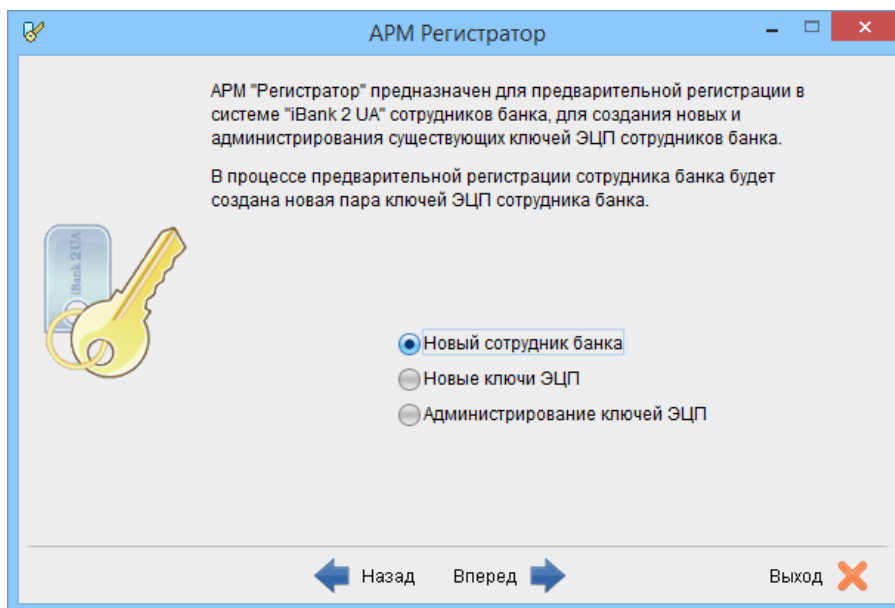 АРМ Регистратор
АРМ "Регистратор" предназначен для предварительной регистрации в
системе "iBank 2 UA" сотрудников банка, для создания новых и
администрирования существующих ключей ЭЦП сотрудников банка.
В процессе предварительной регистрации сотрудника банка будет
создана новая пара ключей ЭЦП сотрудника банка.
iBank 2 UA
Новый сотрудник банка
Новые ключи ЭЦП
Администрирование ключей ЭЦП
Назад Вперед Выход